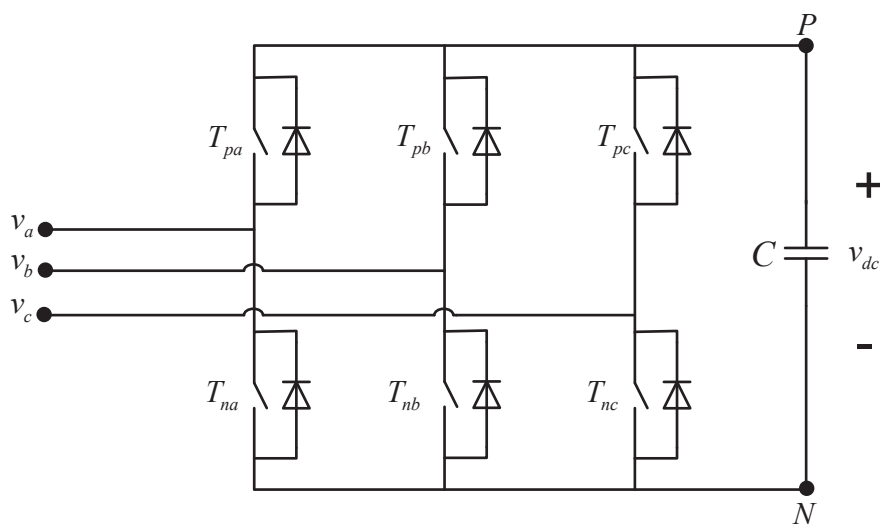 P
T_pa
T_pb
T_pc
+
v_a
v_b
C
v_dc
v_c
-
T_na
T_nb
T_nc
N